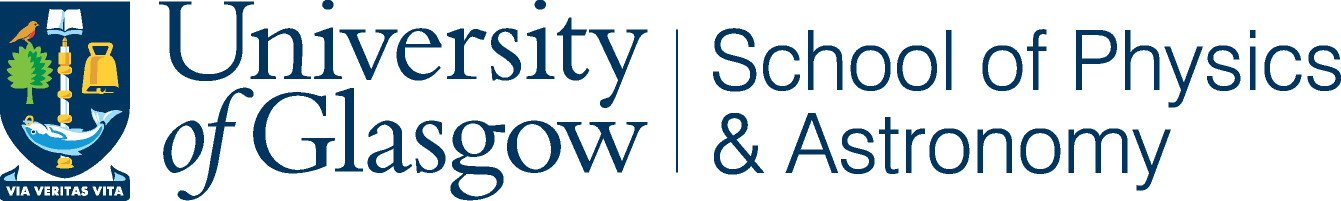 University
of Glasgow
School of Physics
& Astronomy
VIA VERITAS VITA